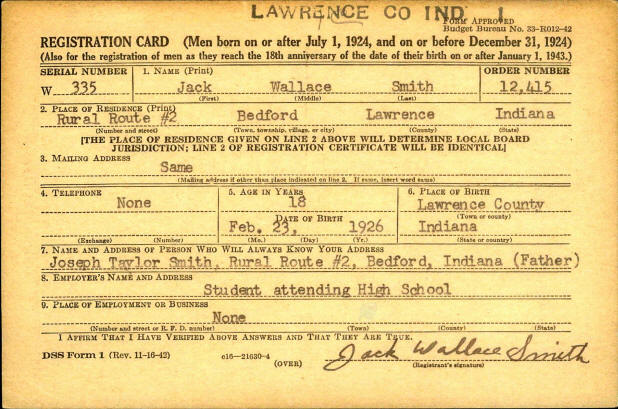 LAWRENCE CO IND 1
FORM APPROVED
Budget Bureau No. 33-R012-42
REGISTRATION CARD (Men born on or after July 1, 1924, and on or before December 31, 1924)
(Also for the registration of men as they reach the 18th anniversary of the date of their birth on or after January 1, 1943.)
SERIAL NUMBER 1. NAME (Print) ORDER NUMBER
W 335 Jack Wallace Smith 12,415
(First) (Middle) (Last)
2. PLACE OF RESIDENCE (Print)
Rural Route #2 Bedford Lawrence Indiana
(Number and street) (Town, township, village, or city) (County) (State)
[THE PLACE OF RESIDENCE GIVEN ON LINE 2 ABOVE WILL DETERMINE LOCAL BOARD
JURISDICTION; LINE 2 OF REGISTRATION CERTIFICATE WILL BE IDENTICAL]
3. MAILING ADDRESS
Same
(Mailing address if other than place indicated on line 2. If same, insert word same)
4. TELEPHONE 5. AGE IN YEARS 6. PLACE OF BIRTH
None 18 Lawrence County
DATE OF BIRTH (Town or county)
Feb. 23, 1926 Indiana
(Exchange) (Number) (Mo.) (Day) (Yr.) (State or country)
7. NAME AND ADDRESS OF PERSON WHO WILL ALWAYS KNOW YOUR ADDRESS
Joseph Taylor Smith, Rural Route #2, Bedford, Indiana (Father)
8. EMPLOYER'S NAME AND ADDRESS
Student attending High School
9. PLACE OF EMPLOYMENT OR BUSINESS
None
(Number and street or R. F. D. number) (Town) (County) (State)
I AFFIRM THAT I HAVE VERIFIED ABOVE ANSWERS AND THAT THEY ARE TRUE.
DSS Form 1 (Rev. 11-16-42) c16-21630-4 Jack Wallace Smith
(OVER) (Registrant's signature)